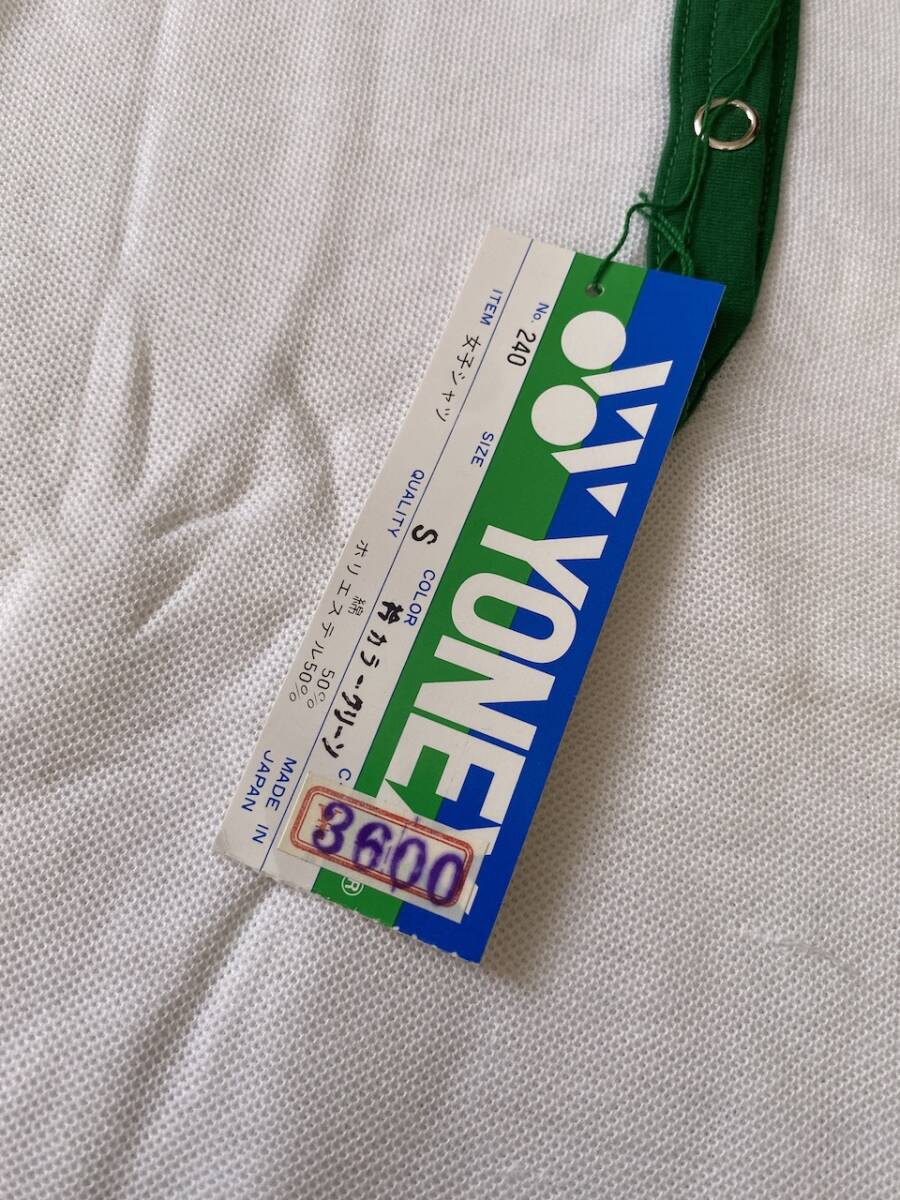 YONEX
®
No. 240
SIZE
S
COLOR
衿カラーグリーン
ITEM 女子シャツ
QUALITY
綿 50%
ポリエステル50%
MADE IN
JAPAN
3600